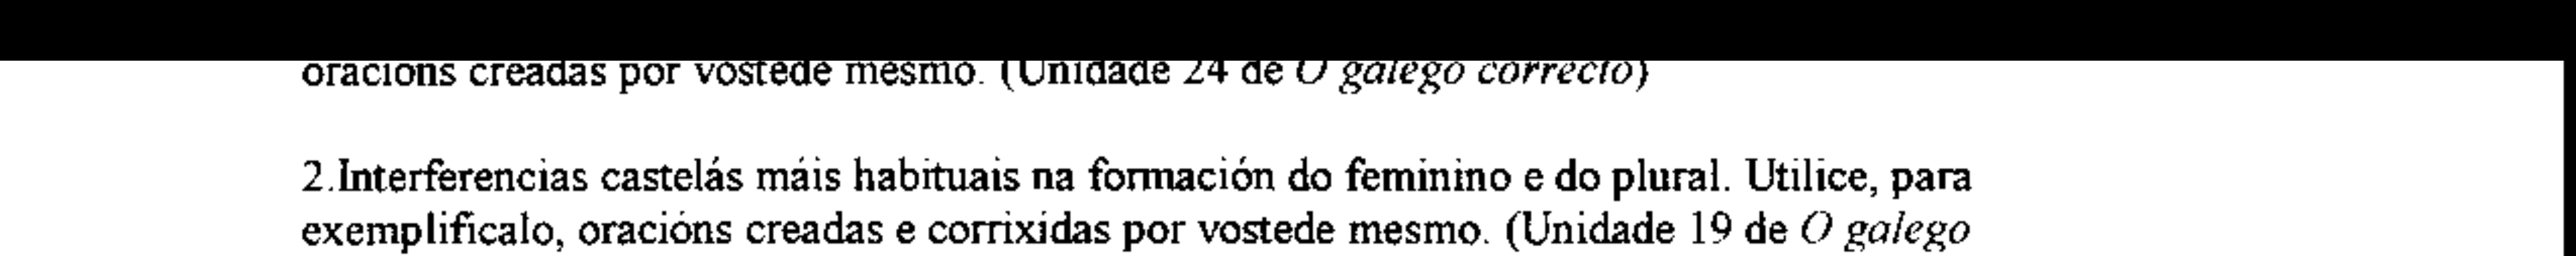 oracións creadas por vostede mesmo. (Unidade 24 de O galego correcto)
2.Interferencias castelás máis habituais na formación do feminino e do plural. Utilice, para
exemplificalo, oracións creadas e corrixidas por vostede mesmo. (Unidade 19 de O galego